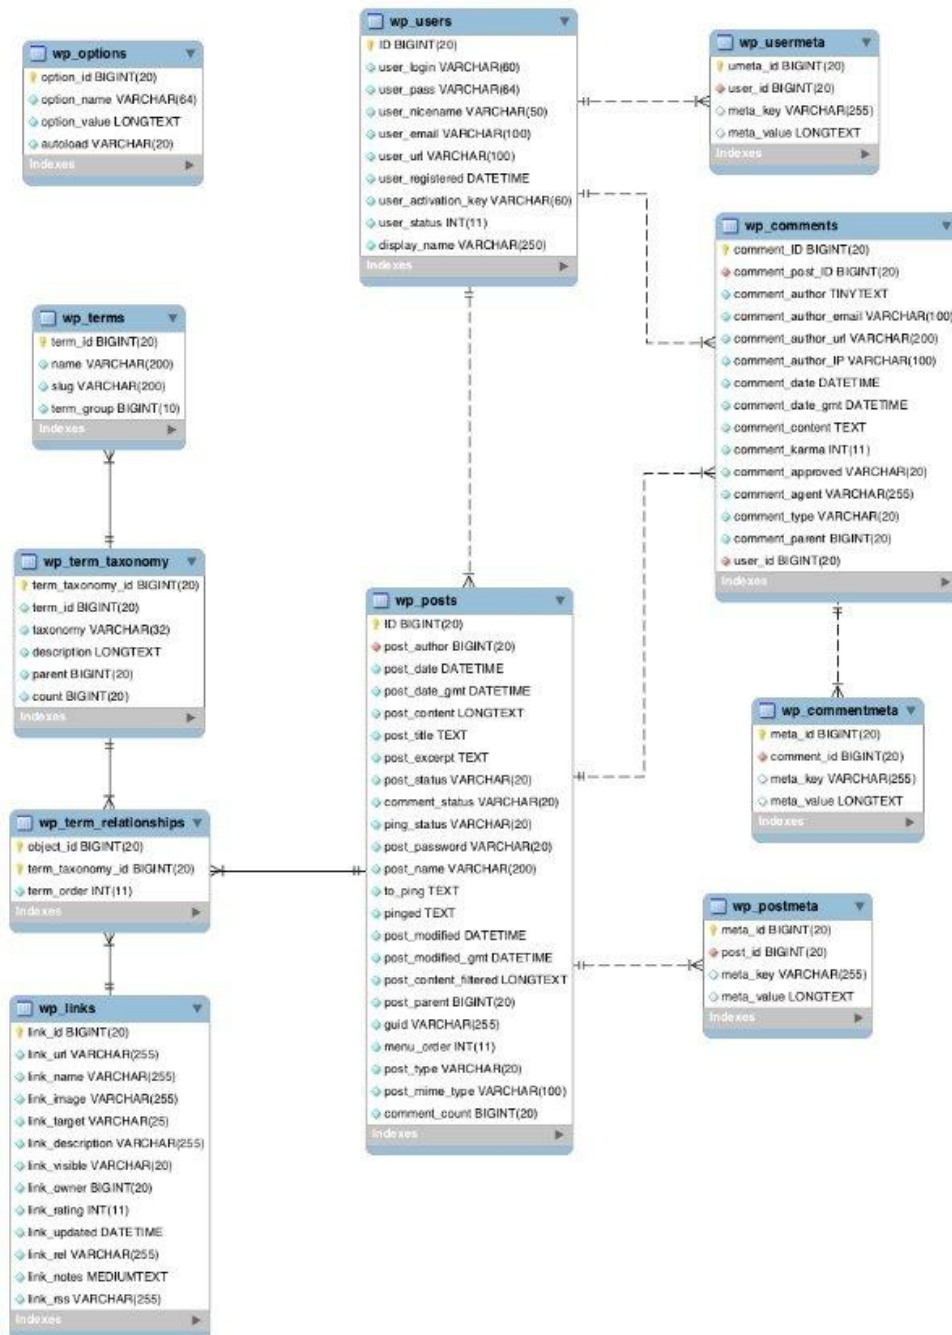 wp_options
option_id BIGINT(20)
option_name VARCHAR(64)
option_value LONGTEXT
autoload VARCHAR(20)
Indexes
wp_users
ID BIGINT(20)
user_login VARCHAR(60)
user_pass VARCHAR(64)
user_nicename VARCHAR(50)
user_email VARCHAR(100)
user_url VARCHAR(100)
user_registered DATETIME
user_activation_key VARCHAR(60)
user_status INT(11)
display_name VARCHAR(250)
Indexes
wp_usermeta
umeta_id BIGINT(20)
user_id BIGINT(20)
meta_key VARCHAR(255)
meta_value LONGTEXT
Indexes
wp_comments
comment_ID BIGINT(20)
comment_post_ID BIGINT(20)
comment_author TINYTEXT
comment_author_email VARCHAR(100)
comment_author_url VARCHAR(200)
comment_author_IP VARCHAR(100)
comment_date DATETIME
comment_date_gmt DATETIME
comment_content TEXT
comment_karma INT(11)
comment_approved VARCHAR(20)
comment_agent VARCHAR(255)
comment_type VARCHAR(20)
comment_parent BIGINT(20)
user_id BIGINT(20)
Indexes
wp_terms
term_id BIGINT(20)
name VARCHAR(200)
slug VARCHAR(200)
term_group BIGINT(10)
Indexes
wp_term_taxonomy
term_taxonomy_id BIGINT(20)
term_id BIGINT(20)
taxonomy VARCHAR(32)
description LONGTEXT
parent BIGINT(20)
count BIGINT(20)
Indexes
wp_posts
ID BIGINT(20)
post_author BIGINT(20)
post_date DATETIME
post_date_gmt DATETIME
post_content LONGTEXT
post_title TEXT
post_excerpt TEXT
post_status VARCHAR(20)
comment_status VARCHAR(20)
ping_status VARCHAR(20)
post_password VARCHAR(20)
post_name VARCHAR(200)
to_ping TEXT
pinged TEXT
post_modified DATETIME
post_modified_gmt DATETIME
post_content_filtered LONGTEXT
post_parent BIGINT(20)
guid VARCHAR(255)
menu_order INT(11)
post_type VARCHAR(20)
post_mime_type VARCHAR(100)
comment_count BIGINT(20)
Indexes
wp_commentmeta
meta_id BIGINT(20)
comment_id BIGINT(20)
meta_key VARCHAR(255)
meta_value LONGTEXT
Indexes
wp_term_relationships
object_id BIGINT(20)
term_taxonomy_id BIGINT(20)
term_order INT(11)
Indexes
wp_postmeta
meta_id BIGINT(20)
post_id BIGINT(20)
meta_key VARCHAR(255)
meta_value LONGTEXT
Indexes
wp_links
link_id BIGINT(20)
link_url VARCHAR(255)
link_name VARCHAR(255)
link_image VARCHAR(255)
link_target VARCHAR(25)
link_description VARCHAR(255)
link_visible VARCHAR(20)
link_owner BIGINT(20)
link_rating INT(11)
link_updated DATETIME
link_rel VARCHAR(255)
link_notes MEDIUMTEXT
link_rss VARCHAR(255)
Indexes